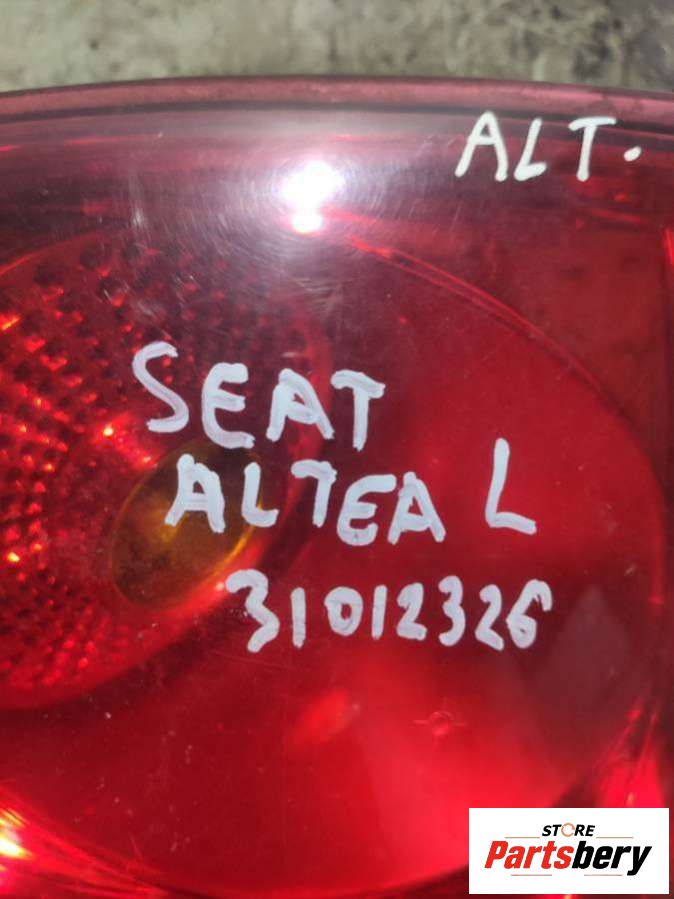 ALT.
SEAT
ALTEA L
31012326
STORE
Partsbery